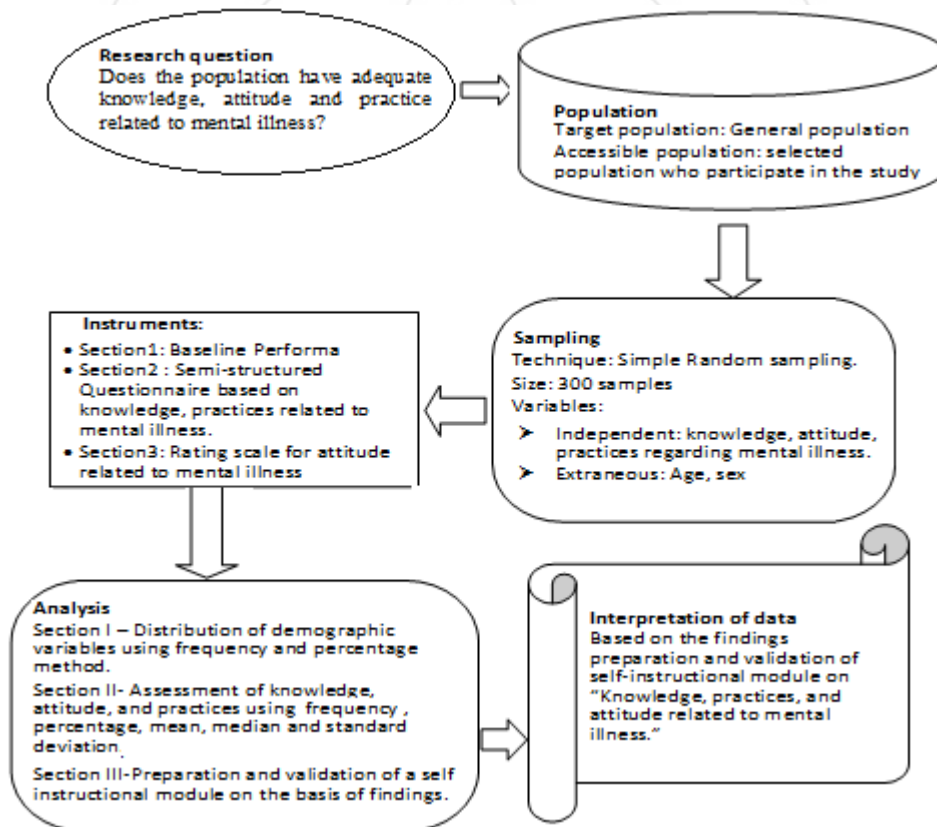 Research question
Does the population have adequate
knowledge, attitude and practice
related to mental illness?
Population
Target population: General population
Accessible population: selected
population who participate in the study
Sampling
Technique: Simple Random sampling.
Size: 300 samples
Variables:
➤ Independent: knowledge, attitude,
practices regarding mental illness.
➤ Extraneous: Age, sex
Instruments:
• Section1: Baseline Performa
• Section2 : Semi-structured
Questionnaire based on
knowledge, practices related to
mental illness.
• Section3: Rating scale for attitude
related to mental illness
Analysis
Section I – Distribution of demographic
variables using frequency and percentage
method.
Section II- Assessment of knowledge,
attitude, and practices using frequency ,
percentage, mean, median and standard
deviation.
Section III-Preparation and validation of a self
instructional module on the basis of findings.
Interpretation of data
Based on the findings
preparation and validation of
self-instructional module on
“Knowledge, practices, and
attitude related to mental
illness.”